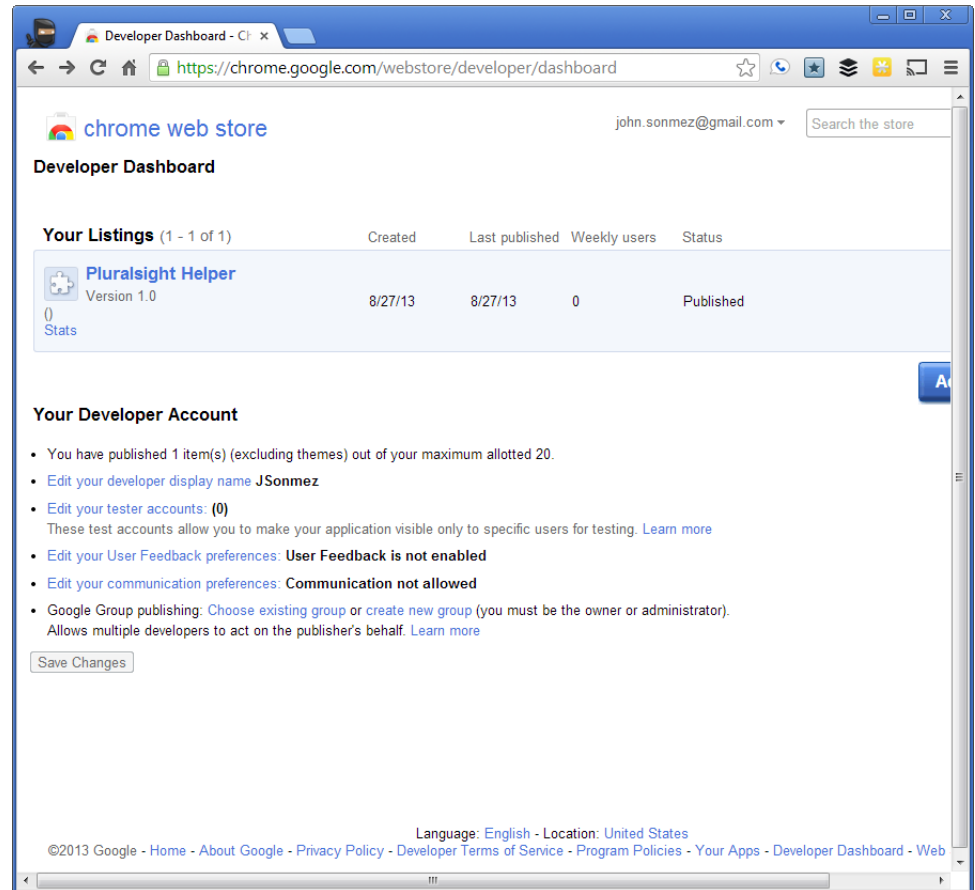 Developer Dashboard - Ch
https://chrome.google.com/webstore/developer/dashboard
chrome web store
john.sonmez@gmail.com
Search the store
Developer Dashboard
Your Listings (1 - 1 of 1) Created Last published Weekly users Status
Pluralsight Helper
Version 1.0
8/27/13 8/27/13 0 Published
()
Stats
Your Developer Account
• You have published 1 item(s) (excluding themes) out of your maximum allotted 20.
• Edit your developer display name JSonmez
• Edit your tester accounts: (0)
These test accounts allow you to make your application visible only to specific users for testing. Learn more
• Edit your User Feedback preferences: User Feedback is not enabled
• Edit your communication preferences: Communication not allowed
• Google Group publishing: Choose existing group or create new group (you must be the owner or administrator).
Allows multiple developers to act on the publisher's behalf. Learn more
Save Changes
Language: English - Location: United States
©2013 Google - Home - About Google - Privacy Policy - Developer Terms of Service - Program Policies - Your Apps - Developer Dashboard - Web